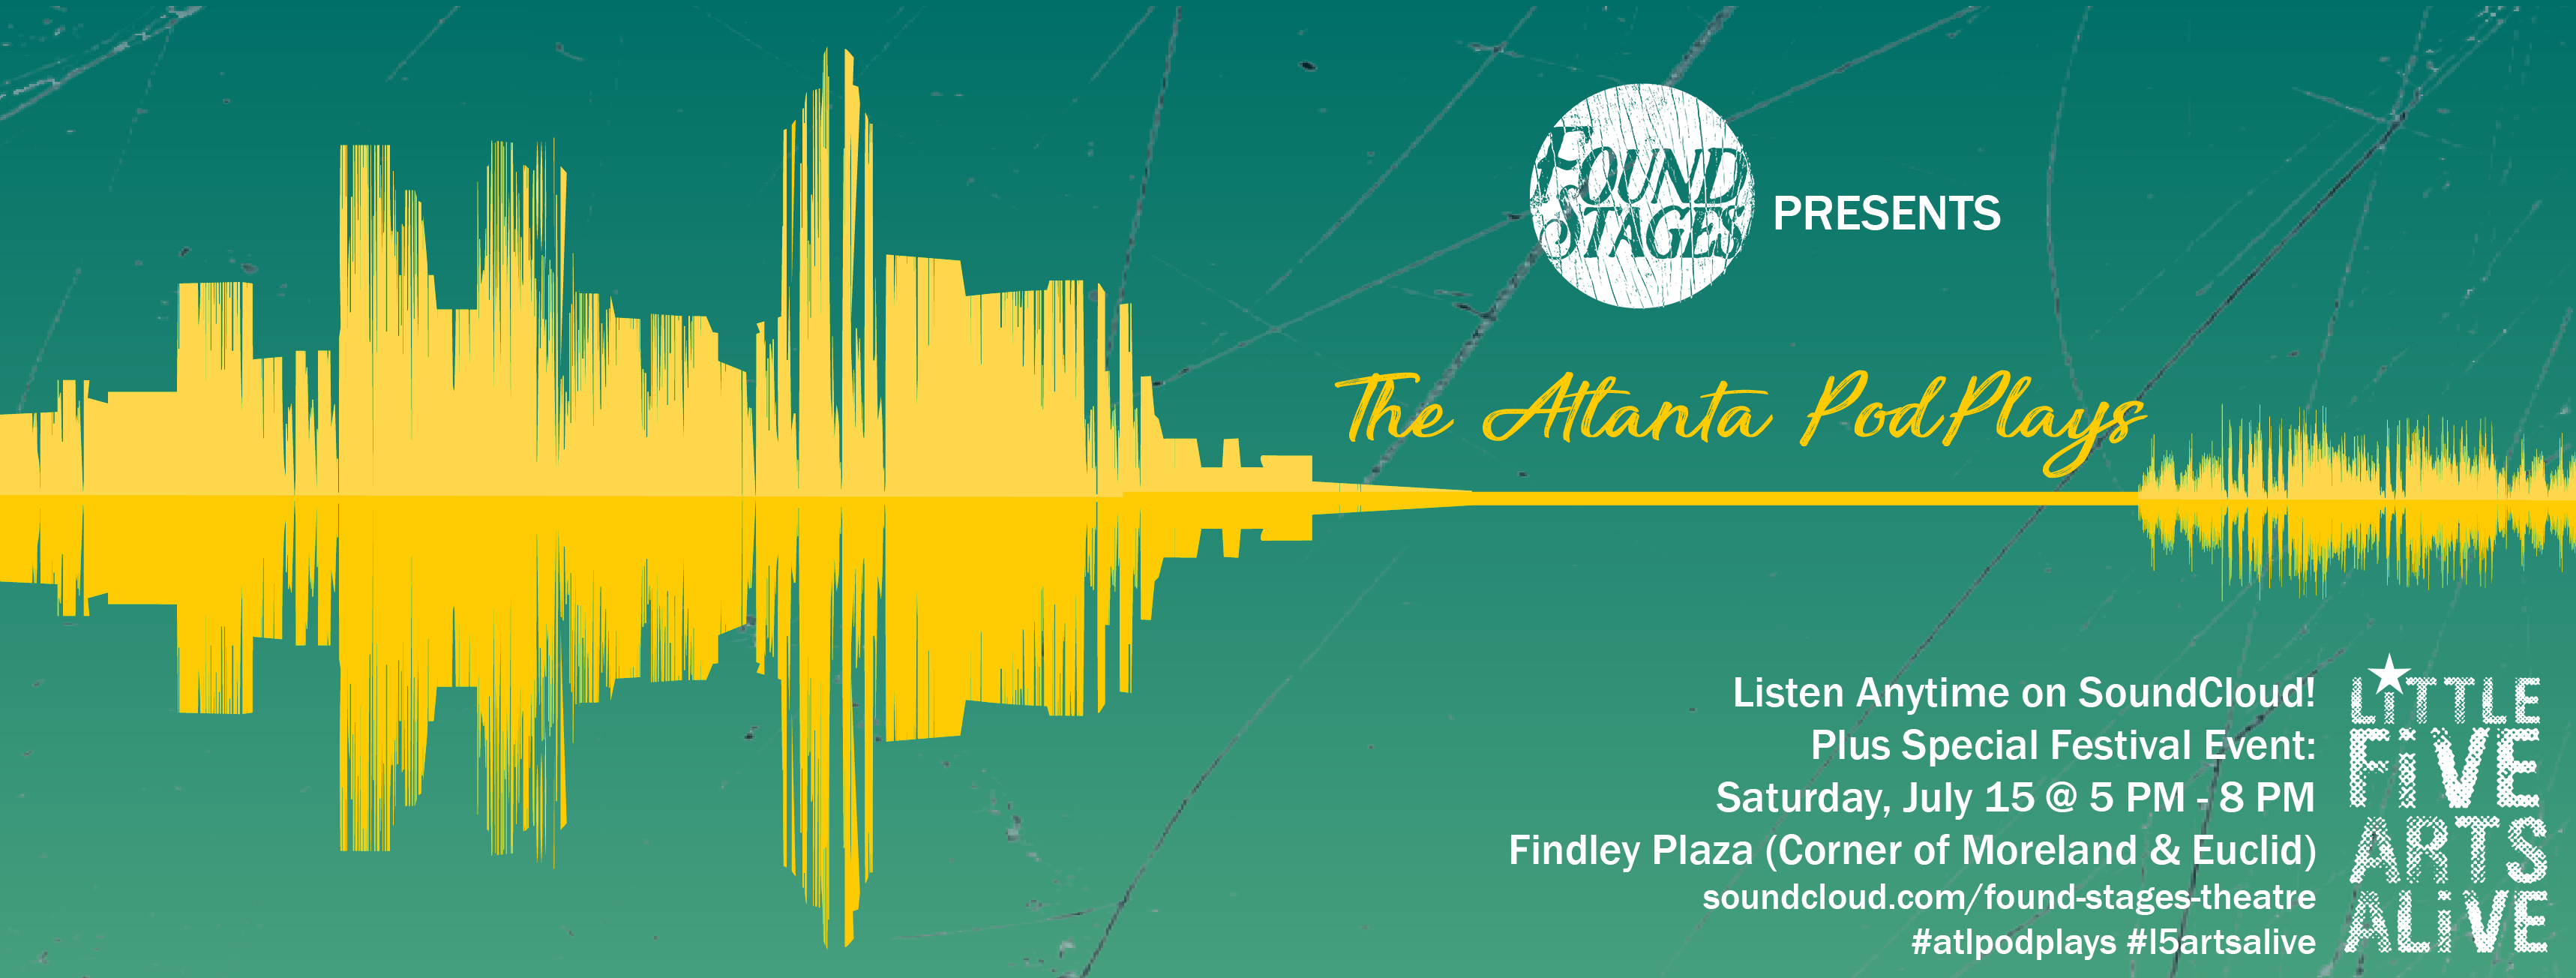 FOUND
STAGES
PRESENTS
The Atlanta PodPlays
Listen Anytime on SoundCloud!
Plus Special Festival Event:
Saturday, July 15 @ 5 PM - 8 PM
Findley Plaza (Corner of Moreland & Euclid)
soundcloud.com/found-stages-theatre
#atlpodplays #l5artsalive
LiTTLE
FiVE
ARTS
ALiVE